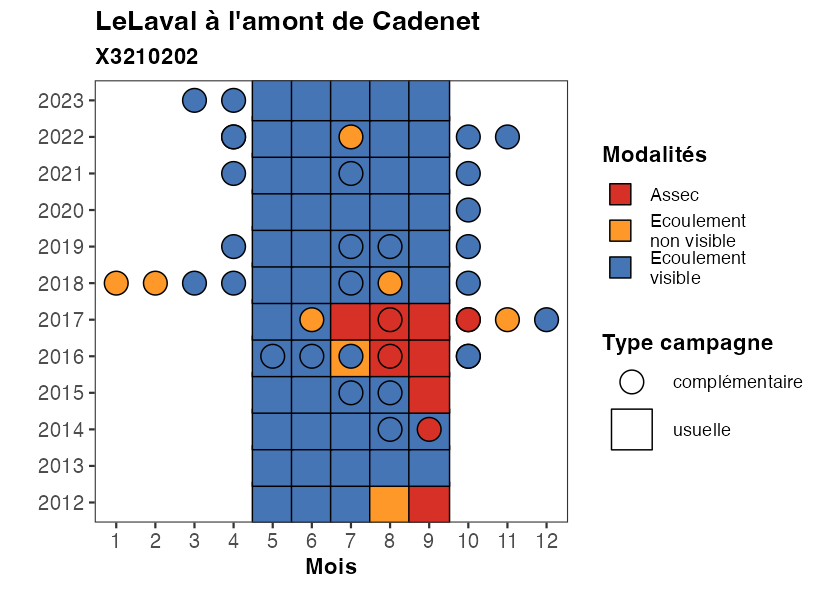 LeLaval à l'amont de Cadenet
X3210202
2023
2022
2021
2020
2019
2018
2017
2016
2015
2014
2013
2012
1 2 3 4 5 6 7 8 9 10 11 12
Mois
Modalités
Assec
Ecoulement
non visible
Ecoulement
visible
Type campagne
complémentaire
usuelle